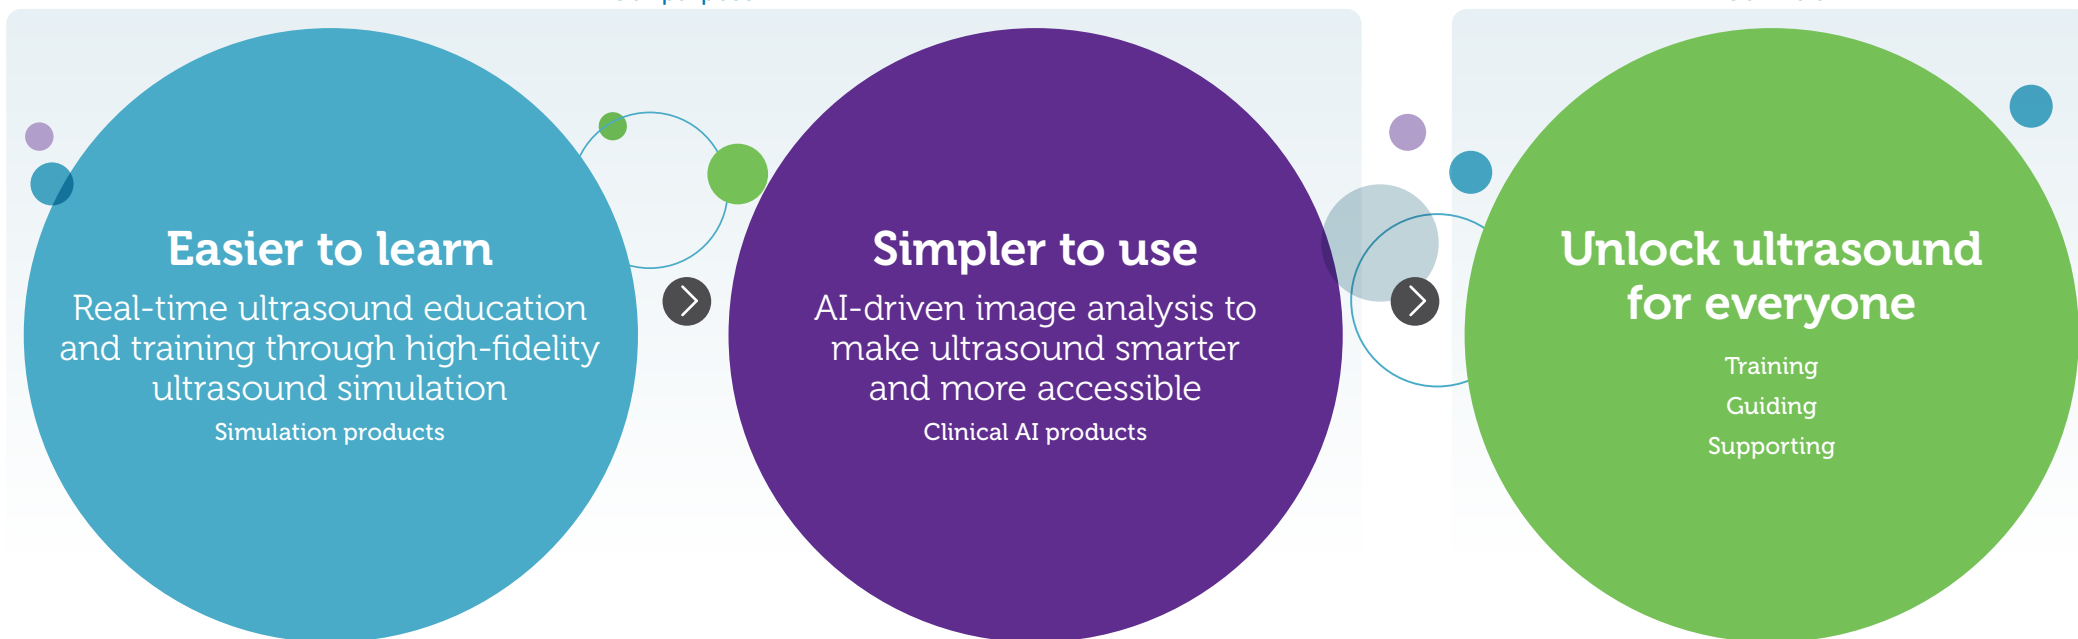 Easier to learn
Real-time ultrasound education
and training through high-fidelity
ultrasound simulation
Simulation products
Simpler to use
AI-driven image analysis to
make ultrasound smarter
and more accessible
Clinical AI products
Unlock ultrasound
for everyone
Training
Guiding
Supporting